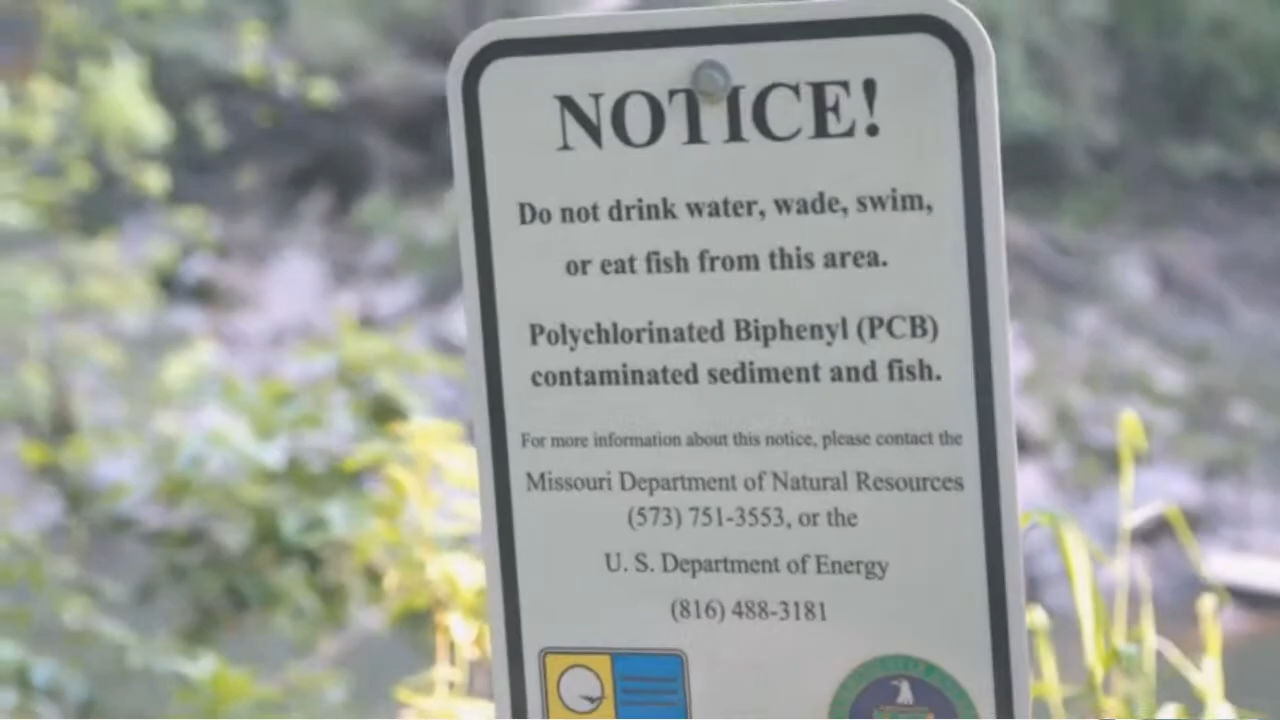 NOTICE!
Do not drink water, wade, swim,
or eat fish from this area.
Polychlorinated Biphenyl (PCB)
contaminated sediment and fish.
For more information about this notice, please contact the
Missouri Department of Natural Resources
(573) 751-3553, or the
U. S. Department of Energy
(816) 488-3181